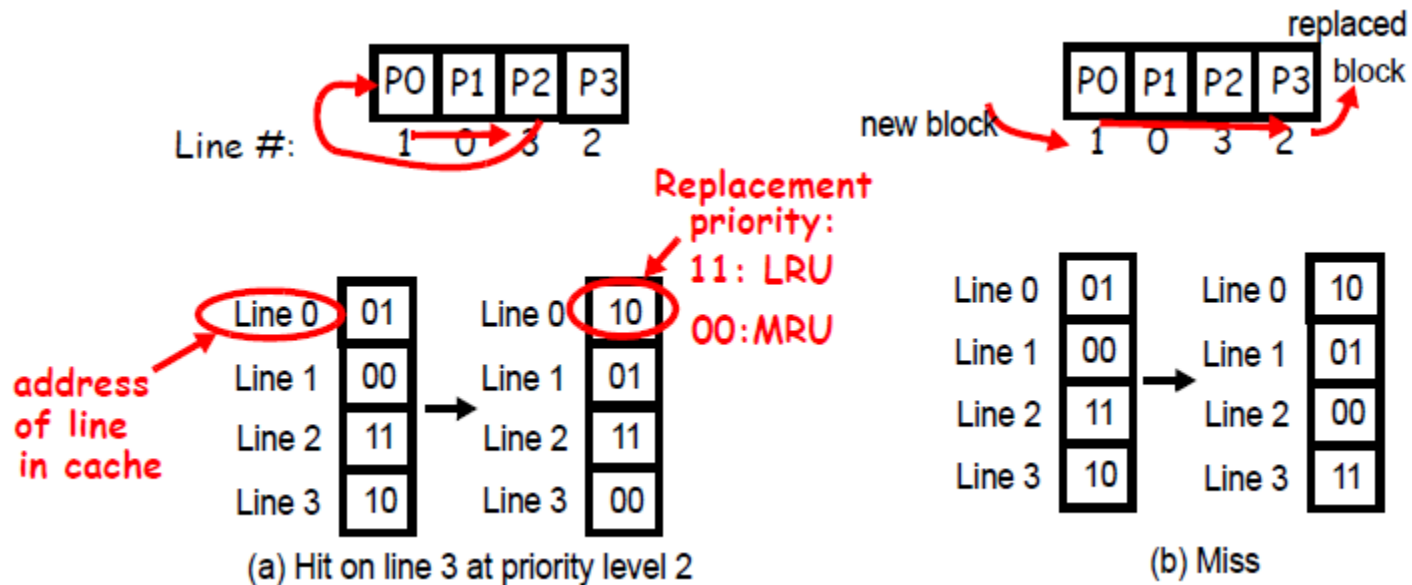 P0 P1 P2 P3
Line #: 1 0 3 2
Replacement
priority:
11: LRU
00:MRU
Line 0 01
Line 1 00
Line 2 11
Line 3 10
Line 0 10
Line 1 01
Line 2 11
Line 3 00
address
of line
in cache
(a) Hit on line 3 at priority level 2
replaced
block
P0 P1 P2 P3
new block
1 0 3 2
Line 0 01
Line 1 00
Line 2 11
Line 3 10
Line 0 10
Line 1 01
Line 2 00
Line 3 11
(b) Miss